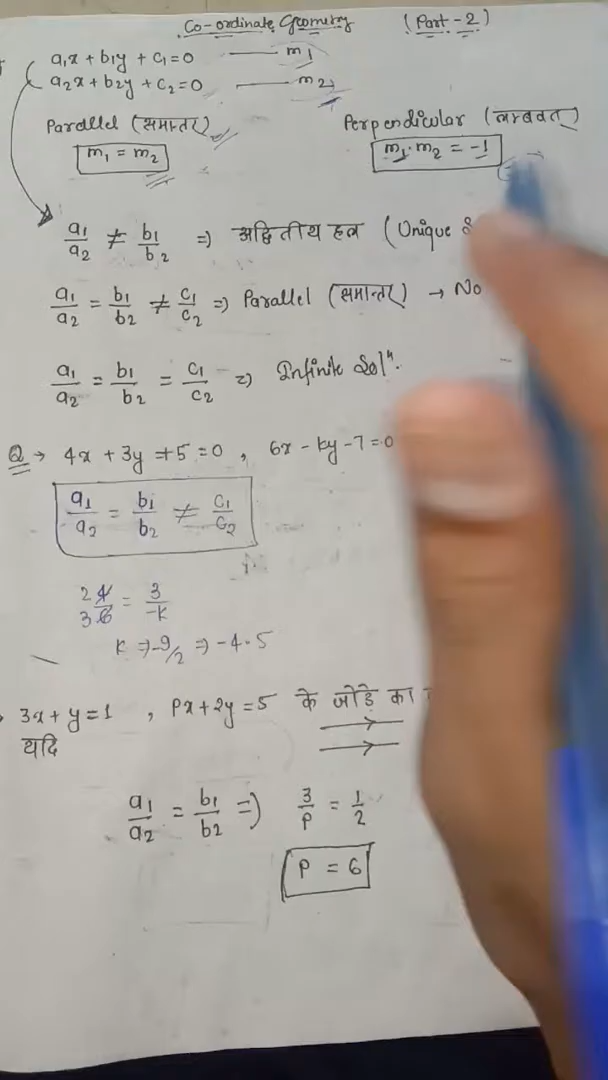 Co-ordinate Geometry (Part-2)
a₁x + b₁y + c₁ = 0 —— m₁
a₂x + b₂y + c₂ = 0 —— m₂
Parallel (समान्तर) Perpendicular (लम्बवत्)
m₁ = m₂ m₁·m₂ = -1
a₁/a₂ ≠ b₁/b₂ => अद्वितीय हल (Unique
a₁/a₂ = b₁/b₂ ≠ c₁/c₂ => Parallel (समान्तर) → No
a₁/a₂ = b₁/b₂ = c₁/c₂ => Infinite Solⁿ.
Q → 4x + 3y + 5 = 0 , 6x - ky - 7 = 0
a₁/a₂ = b₁/b₂ ≠ c₁/c₂
2 4/3 6 = 3/-k
k => -9/2 => -4.5
3x + y = 1 , Px + 2y = 5 के जोड़े का
यदि
a₁/a₂ = b₁/b₂ => 3/P = 1/2
P = 6